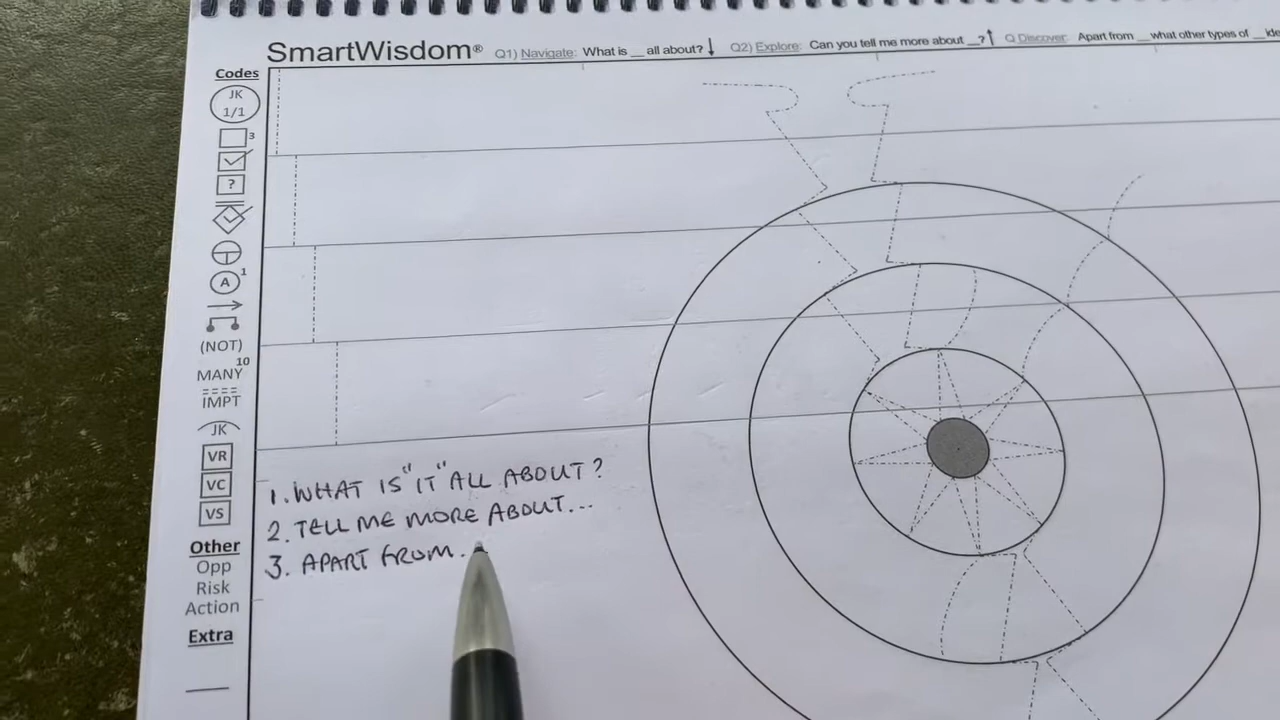 SmartWisdom® Q1) Navigate: What is __ all about? Q2) Explore: Can you tell me more about __? Q Discover: Apart from __ what other types of __
Codes
JK
1/1
3
?
A 1
(NOT)
10
MANY
IMPT
JK
VR
VC
VS
Other
Opp
Risk
Action
Extra
1. WHAT IS "IT" ALL ABOUT?
2. TELL ME MORE ABOUT...
3. APART FROM.